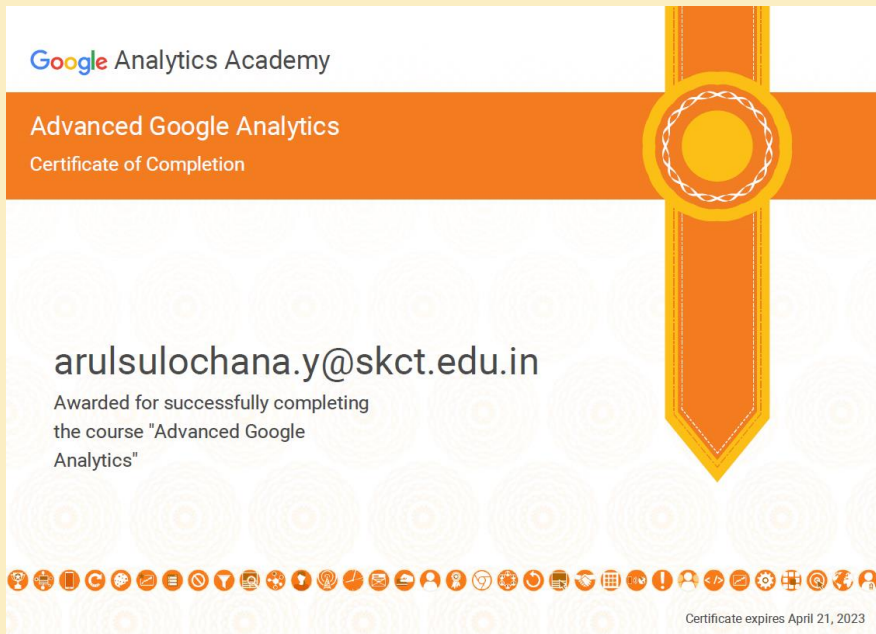 Google Analytics Academy
Advanced Google Analytics
Certificate of Completion
arulsulochana.y@skct.edu.in
Awarded for successfully completing
the course "Advanced Google
Analytics"
Certificate expires April 21, 2023